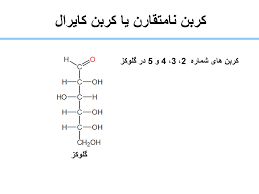 کربن نامتقارن یا کربن کایرال
کربن های شماره 2، 3، 4 و 5 در گلوکز
H O
C
H C OH
HO C H
H C OH
H C OH
CH₂OH
گلوکز